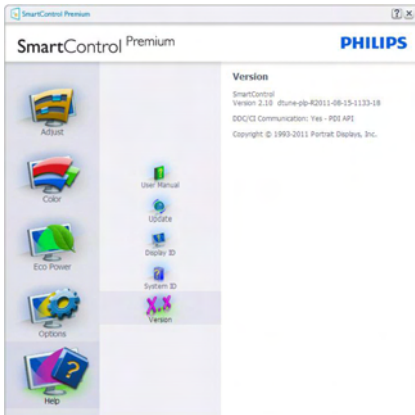 SmartControl Premium
SmartControl Premium
PHILIPS
Adjust
Color
Eco Power
Options
Help
User Manual
Update
Display ID
System ID
X.X
Version
Version
SmartControl
Version 2.10 dtune-plp-R2011-08-15-1133-18
DDC/CI Communication: Yes - PDI API
Copyright © 1993-2011 Portrait Displays, Inc.